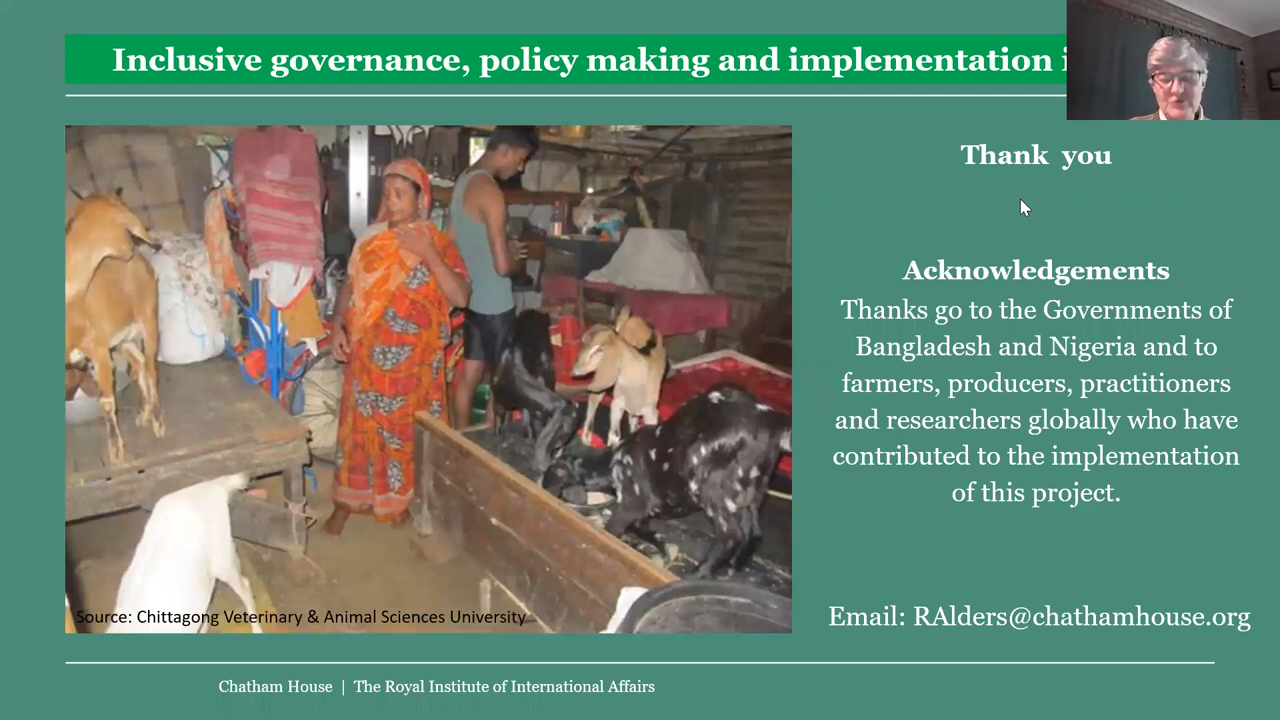 Inclusive governance, policy making and implementation
Thank you
Acknowledgements
Thanks go to the Governments of
Bangladesh and Nigeria and to
farmers, producers, practitioners
and researchers globally who have
contributed to the implementation
of this project.
Source: Chittagong Veterinary & Animal Sciences University
Email: RAlders@chathamhouse.org
Chatham House | The Royal Institute of International Affairs